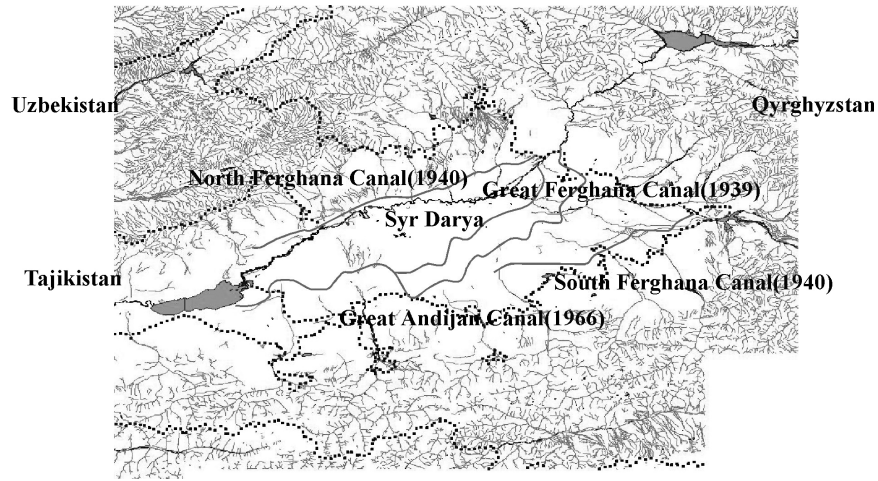 Uzbekistan
Qyrghyzstan
North Ferghana Canal(1940)
Great Ferghana Canal(1939)
Syr Darya
Tajikistan
South Ferghana Canal(1940)
Great Andijan Canal(1966)